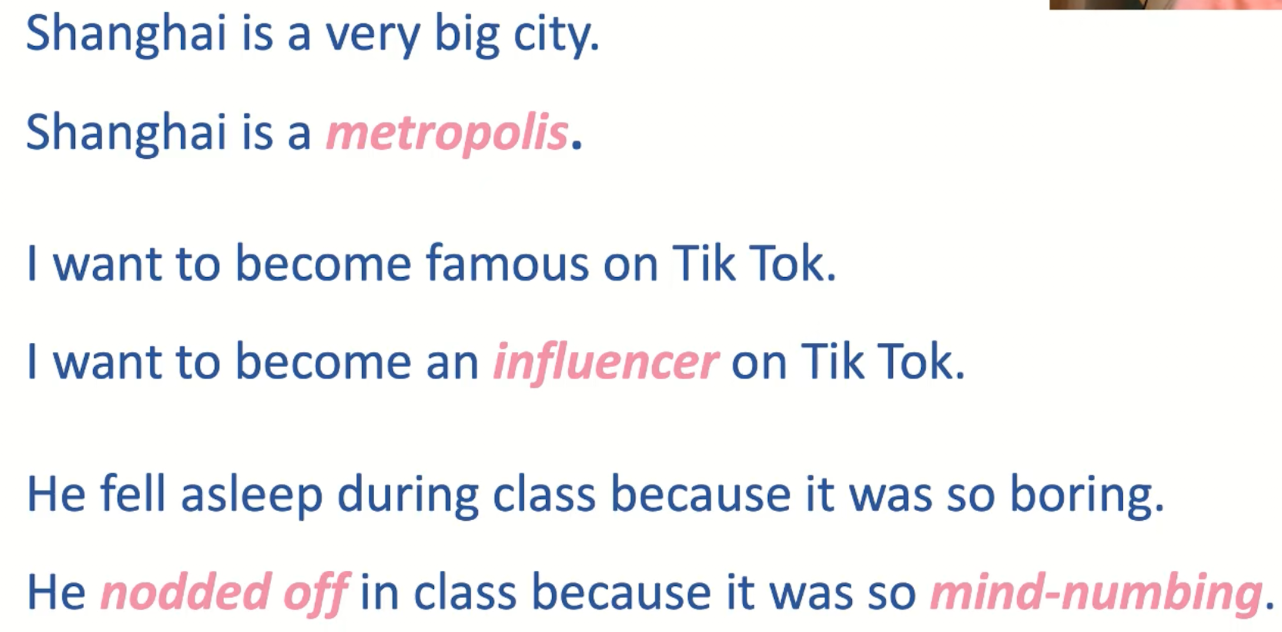 Shanghai is a very big city.
Shanghai is a metropolis.
I want to become famous on Tik Tok.
I want to become an influencer on Tik Tok.
He fell asleep during class because it was so boring.
He nodded off in class because it was so mind-numbing.